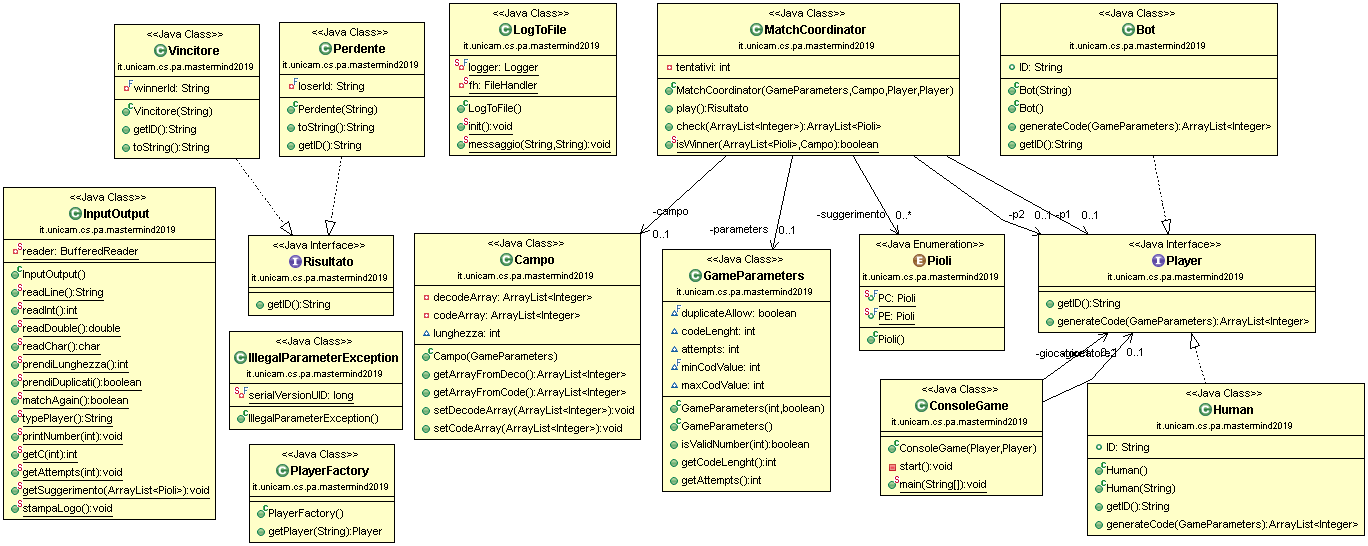 <<Java Class>>
Vincitore
it.unicam.cs.pa.mastermind2019
winnerId: String
Vincitore(String)
getID():String
toString():String
<<Java Class>>
Perdente
it.unicam.cs.pa.mastermind2019
loserId: String
Perdente(String)
toString():String
getID():String
<<Java Class>>
LogToFile
it.unicam.cs.pa.mastermind2019
logger: Logger
fh: FileHandler
LogToFile()
init():void
messaggio(String,String):void
<<Java Class>>
MatchCoordinator
it.unicam.cs.pa.mastermind2019
tentativi: int
MatchCoordinator(GameParameters,Campo,Player,Player)
play():Risultato
check(ArrayList<Integer>):ArrayList<Pioli>
isWinner(ArrayList<Pioli>,Campo):boolean
<<Java Class>>
Bot
it.unicam.cs.pa.mastermind2019
ID: String
Bot(String)
Bot()
generateCode(GameParameters):ArrayList<Integer>
getID():String
<<Java Class>>
InputOutput
it.unicam.cs.pa.mastermind2019
reader: BufferedReader
InputOutput()
readLine():String
readInt():int
readDouble():double
readChar():char
prendiLunghezza():int
prendiDuplicati():boolean
matchAgain():boolean
typePlayer():String
printNumber(int):void
getC(int):int
getAttempts(int):void
getSuggerimento(ArrayList<Pioli>):void
stampaLogo():void
<<Java Interface>>
Risultato
it.unicam.cs.pa.mastermind2019
getID():String
-campo
0..1
-parameters
0..1
-suggerimento
0..*
-p2
0..1
-p1
0..1
<<Java Class>>
Campo
it.unicam.cs.pa.mastermind2019
decodeArray: ArrayList<Integer>
codeArray: ArrayList<Integer>
lunghezza: int
Campo(GameParameters)
getArrayFromDeco():ArrayList<Integer>
getArrayFromCode():ArrayList<Integer>
setDecodeArray(ArrayList<Integer>):void
setCodeArray(ArrayList<Integer>):void
<<Java Class>>
GameParameters
it.unicam.cs.pa.mastermind2019
duplicateAllow: boolean
codeLenght: int
attempts: int
minCodValue: int
maxCodValue: int
GameParameters(int,boolean)
GameParameters()
isValidNumber(int):boolean
getCodeLenght():int
getAttempts():int
<<Java Enumeration>>
Pioli
it.unicam.cs.pa.mastermind2019
PC: Pioli
PE: Pioli
Pioli()
<<Java Interface>>
Player
it.unicam.cs.pa.mastermind2019
getID():String
generateCode(GameParameters):ArrayList<Integer>
0..1
<<Java Class>>
IllegalParameterException
it.unicam.cs.pa.mastermind2019
serialVersionUID: long
IllegalParameterException()
<<Java Class>>
PlayerFactory
it.unicam.cs.pa.mastermind2019
PlayerFactory()
getPlayer(String):Player
<<Java Class>>
ConsoleGame
it.unicam.cs.pa.mastermind2019
ConsoleGame(Player,Player)
start():void
main(String[]):void
<<Java Class>>
Human
it.unicam.cs.pa.mastermind2019
ID: String
Human()
Human(String)
getID():String
generateCode(GameParameters):ArrayList<Integer>